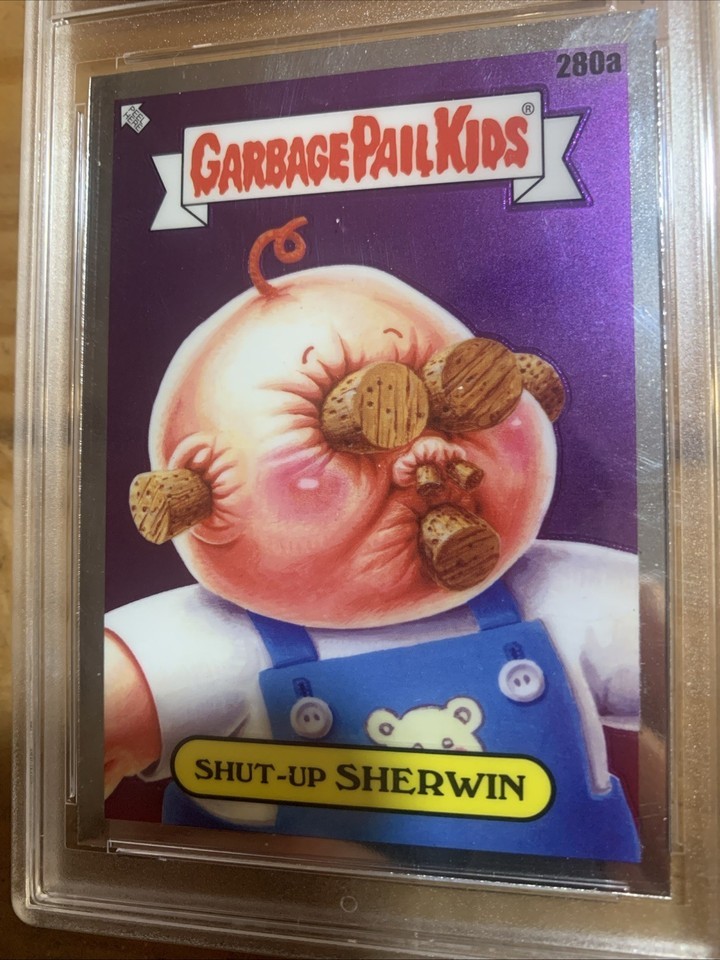 280a
GARBAGE PAIL KIDS®
SHUT-UP SHERWIN